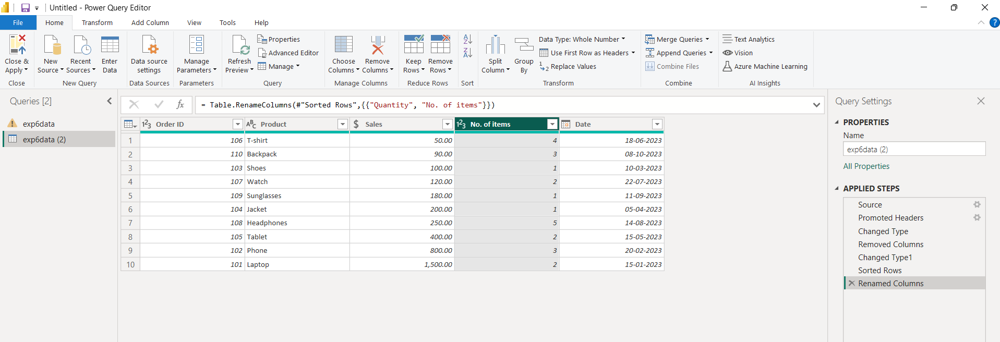 Untitled - Power Query Editor
File Home Transform Add Column View Tools Help
Close & Apply
Close
New Source
Recent Sources
Enter Data
New Query
Data source settings
Data Sources
Manage Parameters
Parameters
Refresh Preview
Properties
Advanced Editor
Manage
Query
Choose Columns
Remove Columns
Manage Columns
Keep Rows
Remove Rows
Reduce Rows
Sort
Split Column
Group By
Data Type: Whole Number
Use First Row as Headers
Replace Values
Transform
Merge Queries
Append Queries
Combine Files
Combine
Text Analytics
Vision
Azure Machine Learning
AI Insights
Queries [2]
exp6data
exp6data (2)
fx = Table.RenameColumns(#"Sorted Rows",{{"Quantity", "No. of items"}})
Order ID Product Sales No. of items Date
1 106 T-shirt 50.00 4 18-06-2023
2 110 Backpack 90.00 3 08-10-2023
3 103 Shoes 100.00 1 10-03-2023
4 107 Watch 120.00 2 22-07-2023
5 109 Sunglasses 180.00 1 11-09-2023
6 104 Jacket 200.00 1 05-04-2023
7 108 Headphones 250.00 5 14-08-2023
8 105 Tablet 400.00 2 15-05-2023
9 102 Phone 800.00 3 20-02-2023
10 101 Laptop 1,500.00 2 15-01-2023
Query Settings
PROPERTIES
Name
exp6data (2)
All Properties
APPLIED STEPS
Source
Promoted Headers
Changed Type
Removed Columns
Changed Type1
Sorted Rows
Renamed Columns